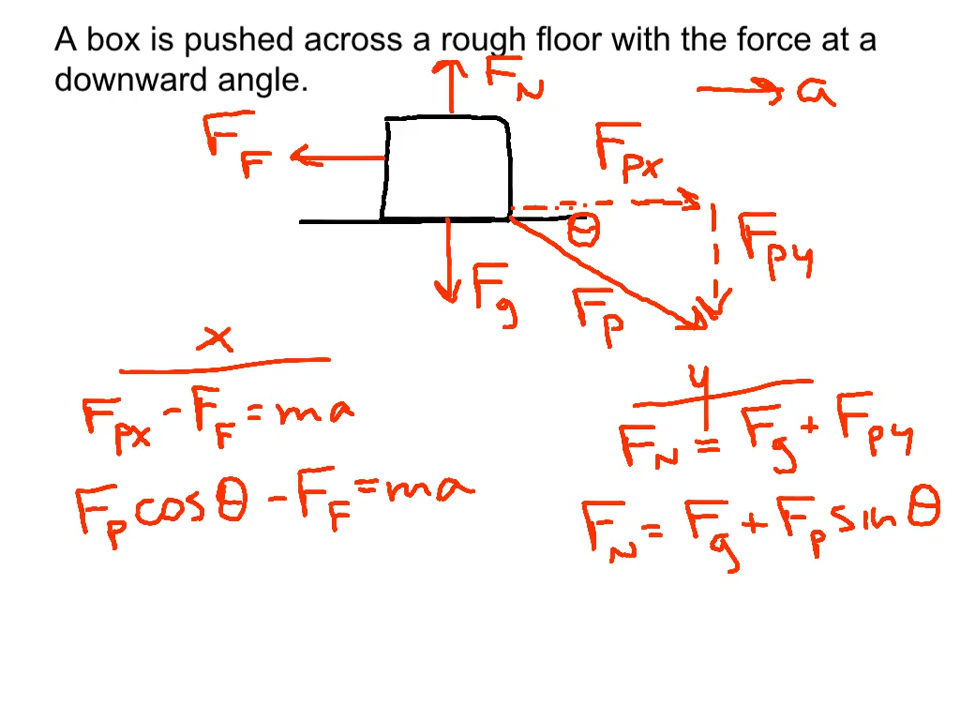 A box is pushed across a rough floor with the force at a
downward angle.
F_N
a
F_F
F_px
θ
F_py
F_g
F_p
x
y
F_px - F_F = ma
F_N = F_g + F_py
F_p cos θ - F_F = ma
F_N = F_g + F_p sin θ